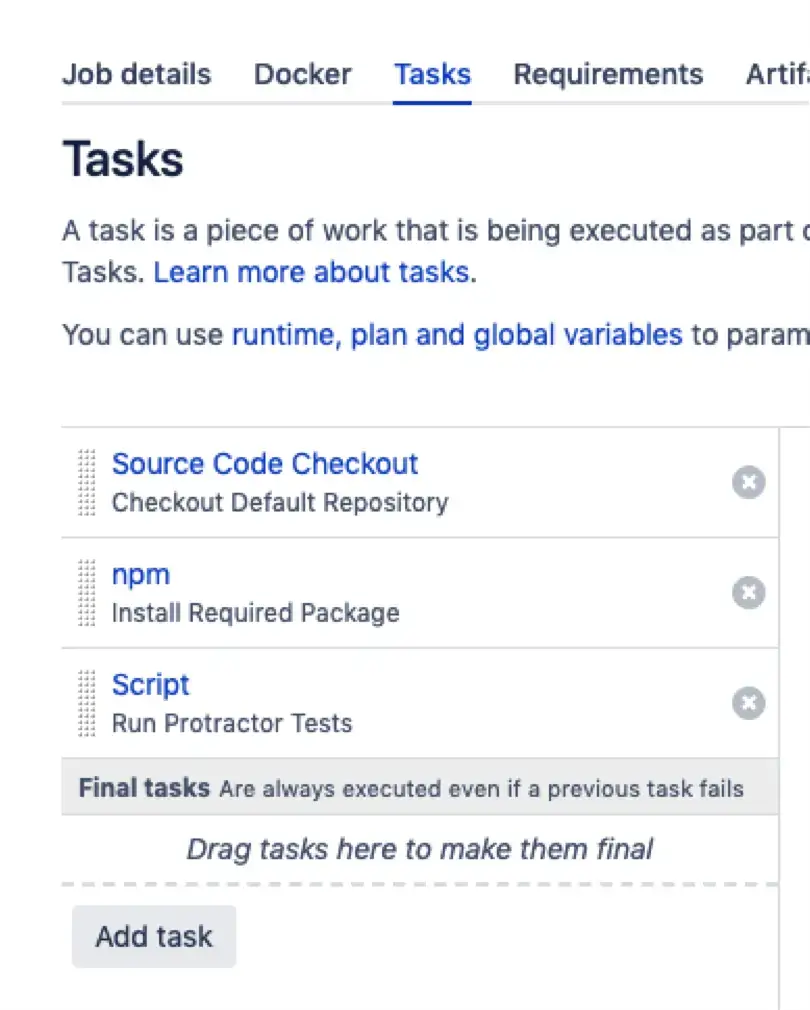 Job details Docker Tasks Requirements
Tasks
A task is a piece of work that is being executed as part
Tasks. Learn more about tasks.
You can use runtime, plan and global variables to param
Source Code Checkout
Checkout Default Repository
npm
Install Required Package
Script
Run Protractor Tests
Final tasks Are always executed even if a previous task fails
Drag tasks here to make them final
Add task